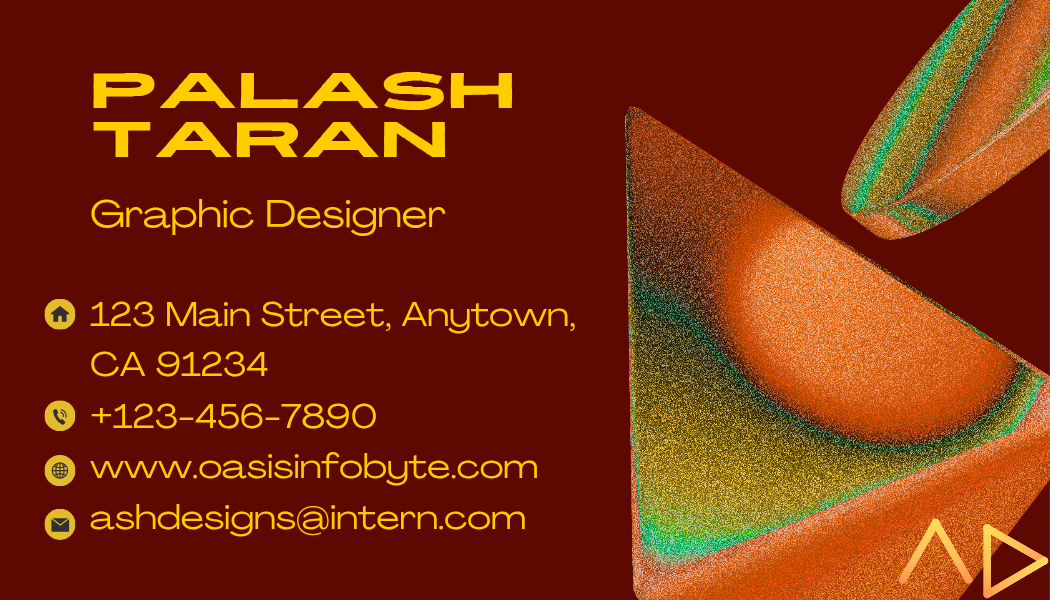 PALASH
TARAN
Graphic Designer
123 Main Street, Anytown,
CA 91234
+123-456-7890
www.oasisinfobyte.com
ashdesigns@intern.com